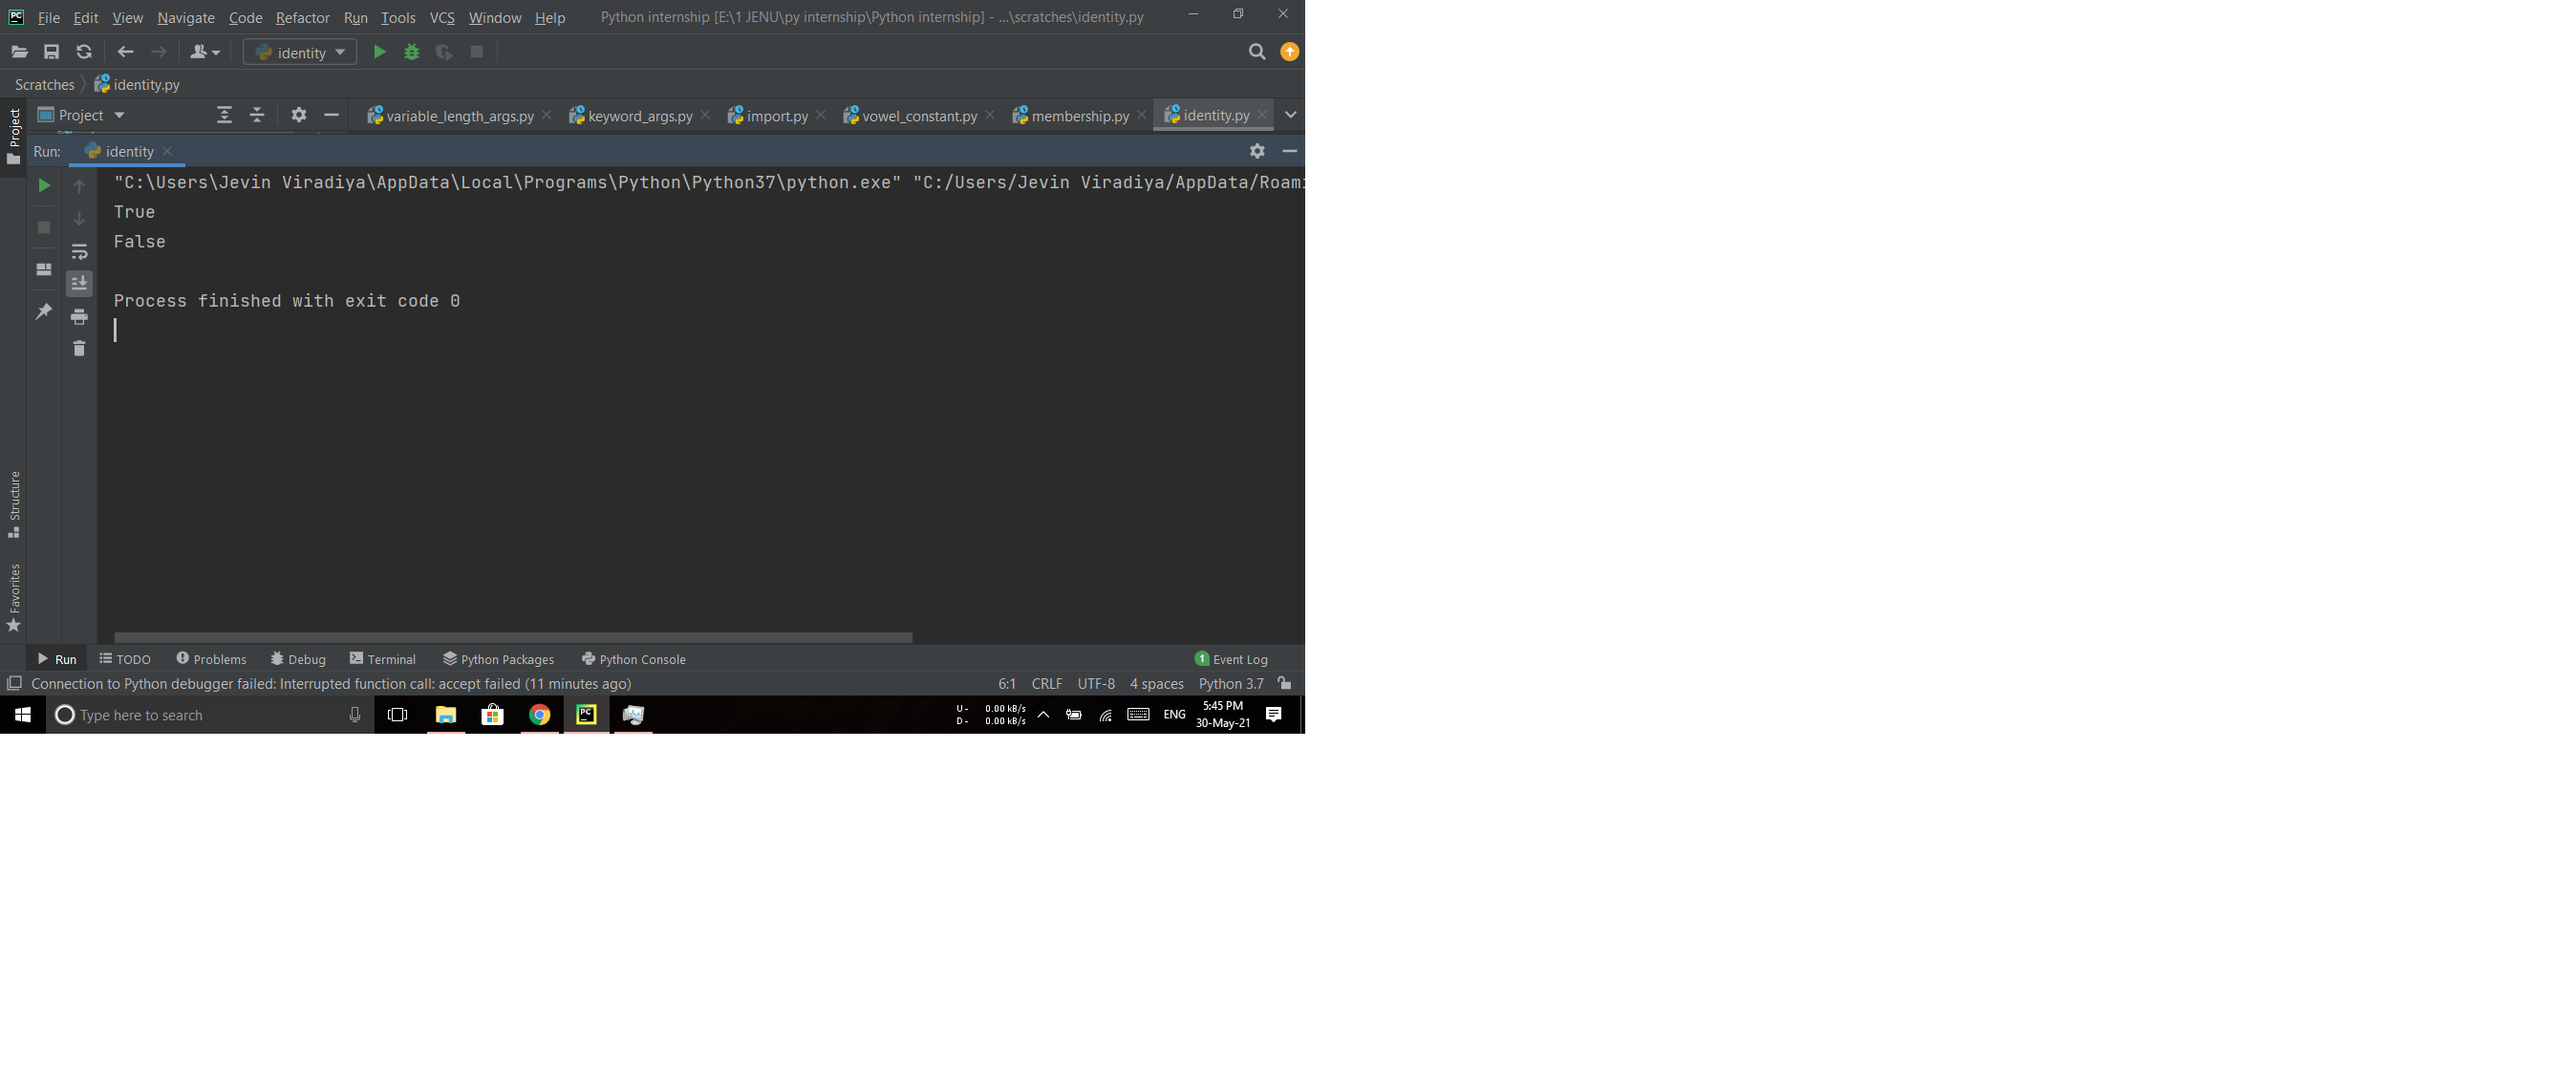 File Edit View Navigate Code Refactor Run Tools VCS Window Help Python internship [E:\1 JENU\py internship\Python internship] - ...\scratches\identity.py
identity
Scratches identity.py
Project
Project variable_length_args.py keyword_args.py import.py vowel_constant.py membership.py identity.py
Run: identity
"C:\Users\Jevin Viradiya\AppData\Local\Programs\Python\Python37\python.exe" "C:/Users/Jevin Viradiya/AppData/Roami
True
False
Process finished with exit code 0
Structure
Favorites
Run TODO Problems Debug Terminal Python Packages Python Console 1 Event Log
Connection to Python debugger failed: Interrupted function call: accept failed (11 minutes ago) 6:1 CRLF UTF-8 4 spaces Python 3.7
Type here to search
U - 0.00 kB/s
D - 0.00 kB/s
ENG
5:45 PM
30-May-21